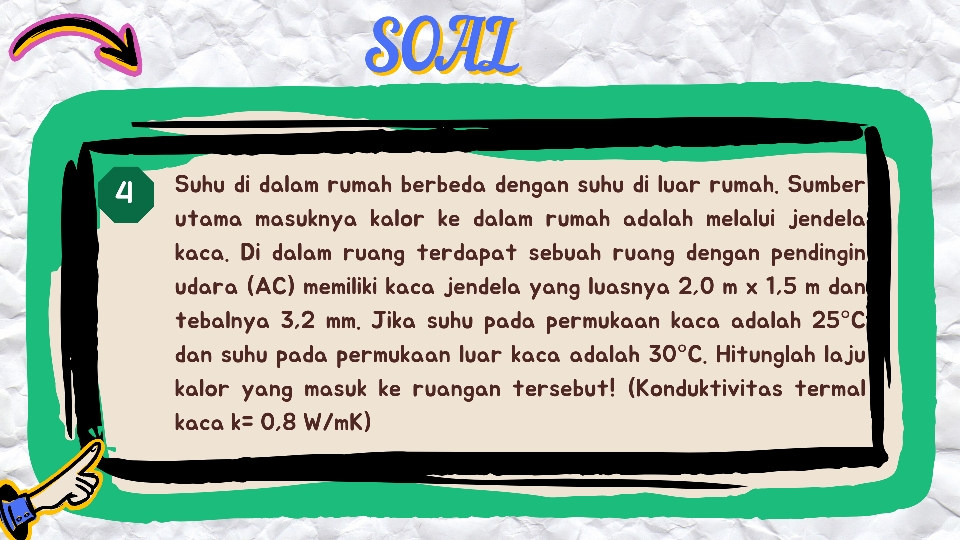 SOAL
4
Suhu di dalam rumah berbeda dengan suhu di luar rumah. Sumber
utama masuknya kalor ke dalam rumah adalah melalui jendela
kaca. Di dalam ruang terdapat sebuah ruang dengan pendingin
udara (AC) memiliki kaca jendela yang luasnya 2,0 m x 1,5 m dan
tebalnya 3,2 mm. Jika suhu pada permukaan kaca adalah 25°C
dan suhu pada permukaan luar kaca adalah 30°C. Hitunglah laju
kalor yang masuk ke ruangan tersebut! (Konduktivitas termal
kaca k= 0,8 W/mK)